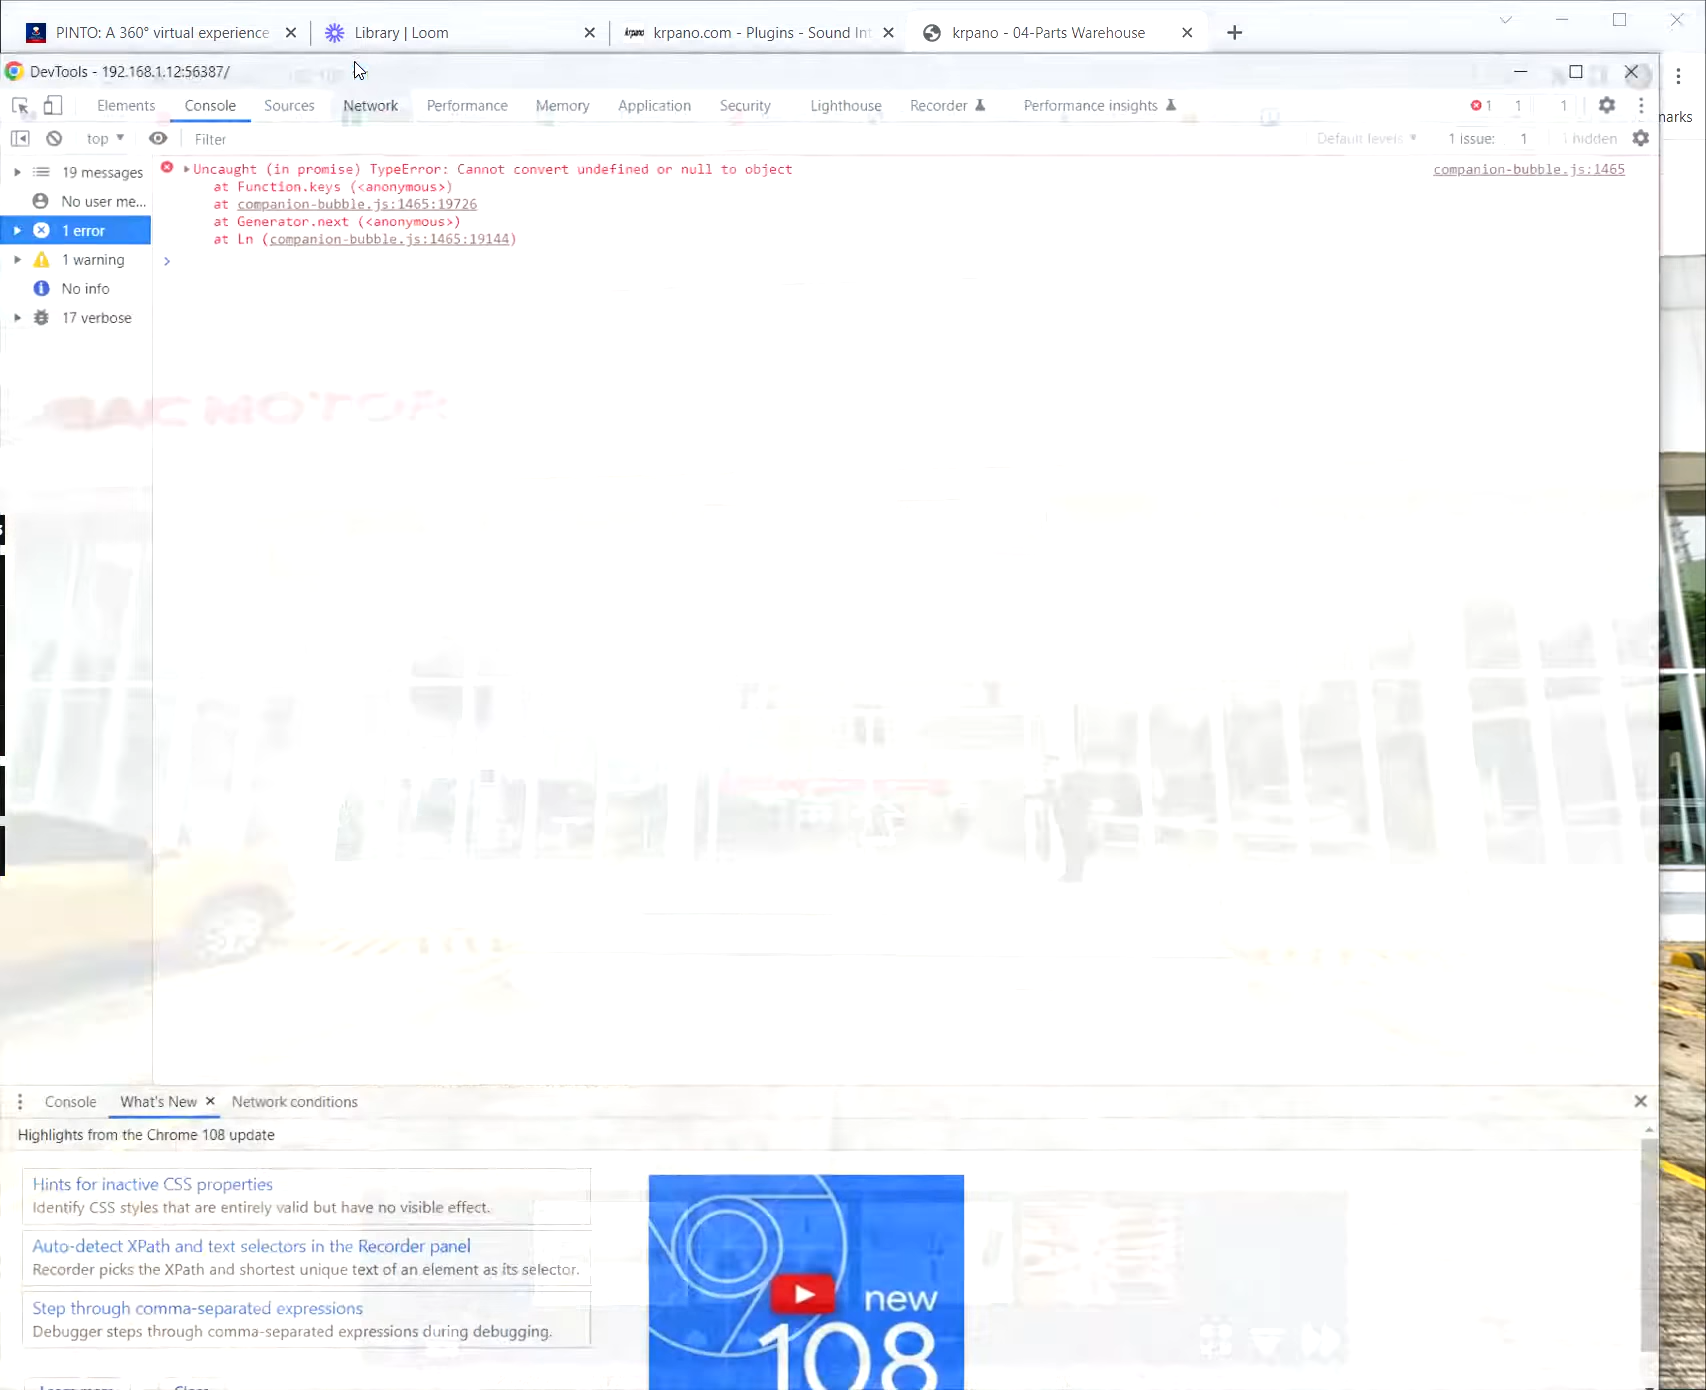 PINTO: A 360° virtual experience
Library | Loom
krpano krpano.com - Plugins - Sound Int
krpano - 04-Parts Warehouse
DevTools - 192.168.1.12:56387/
Elements Console Sources Network Performance Memory Application Security Lighthouse Recorder Performance insights 1 1 1
narks
top Filter Default levels 1 Issue: 1 1 hidden
19 messages
No user me...
1 error
1 warning
No info
17 verbose
Uncaught (in promise) TypeError: Cannot convert undefined or null to object companion-bubble.js:1465
at Function.keys (<anonymous>)
at companion-bubble.js:1465:19726
at Generator.next (<anonymous>)
at Ln (companion-bubble.js:1465:19144)
MOTOR
Console What's New Network conditions
Highlights from the Chrome 108 update
Hints for inactive CSS properties
Identify CSS styles that are entirely valid but have no visible effect.
Auto-detect XPath and text selectors in the Recorder panel
Recorder picks the XPath and shortest unique text of an element as its selector.
Step through comma-separated expressions
Debugger steps through comma-separated expressions during debugging.
new
108